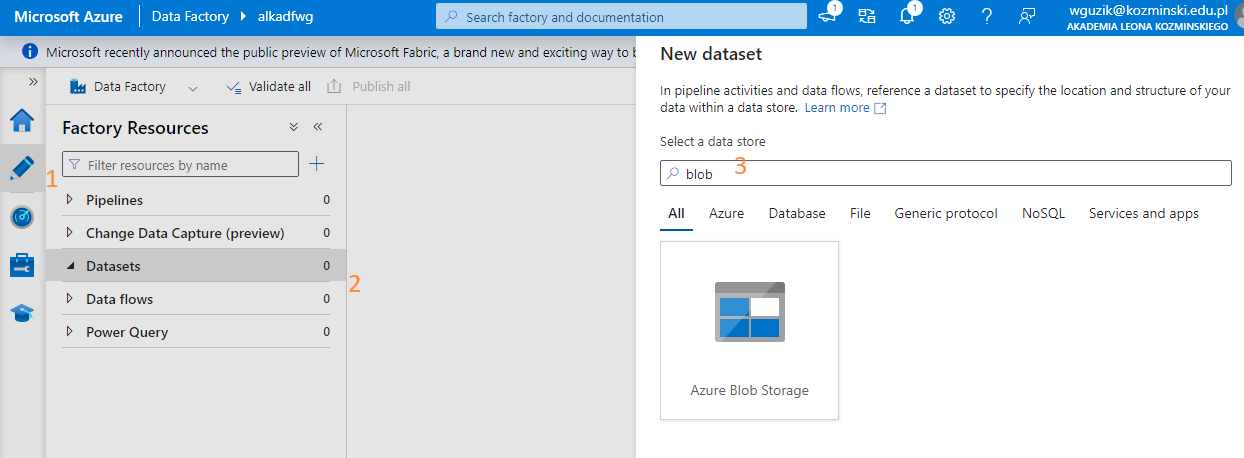 Microsoft Azure Data Factory alkadfwg Search factory and documentation 1 1 wguzik@kozminski.edu.pl
AKADEMIA LEONA KOZMINSKIEGO
Microsoft recently announced the public preview of Microsoft Fabric, a brand new and exciting way to b
Data Factory Validate all Publish all
Factory Resources
Filter resources by name
1
Pipelines 0
Change Data Capture (preview) 0
Datasets 0
2
Data flows 0
Power Query 0
New dataset
In pipeline activities and data flows, reference a dataset to specify the location and structure of your
data within a data store. Learn more
Select a data store
blob 3
All Azure Database File Generic protocol NoSQL Services and apps
Azure Blob Storage